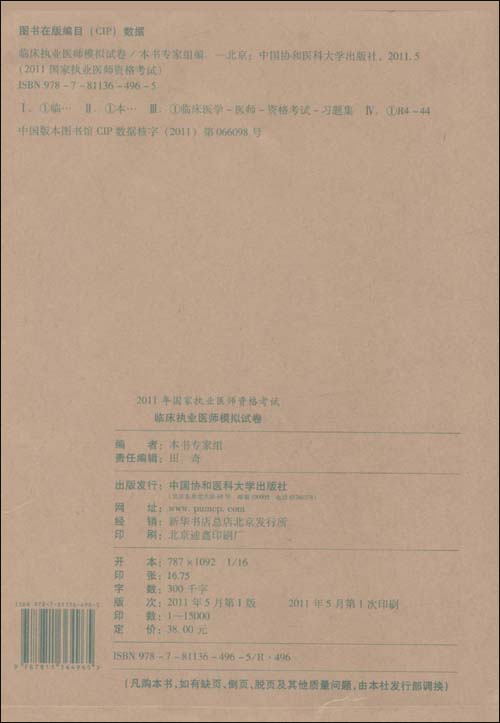 图书在版编目（CIP）数据
临床执业医师模拟试卷／本书专家组编．—北京：中国协和医科大学出版社，2011.5
（2011国家执业医师资格考试）
ISBN 978－7－81136－496－5
Ⅰ．①临… Ⅱ．①本… Ⅲ．①临床医学－医师－资格考试－习题集 Ⅳ．①R4－44
中国版本图书馆CIP数据核字（2011）第066098号
2011年国家执业医师资格考试
临床执业医师模拟试卷
编 者：本书专家组
责任编辑：田 奇
出版发行：中国协和医科大学出版社
网 址：www.pumcp.com
经 销：新华书店总店北京发行所
印 刷：北京 印刷厂
开 本：787×1092 1/16
印 张：16.75
字 数：300千字
版 次：2011年5月第1版 2011年5月第1次印刷
印 数：1—15000
定 价：38.00元
ISBN 978－7－81136－496－5/R·496
（凡购本书，如有缺页、倒页、脱页及其他质量问题，由本社发行部调换）
ISBN 978-7-81136-496-5
9 787811 364965